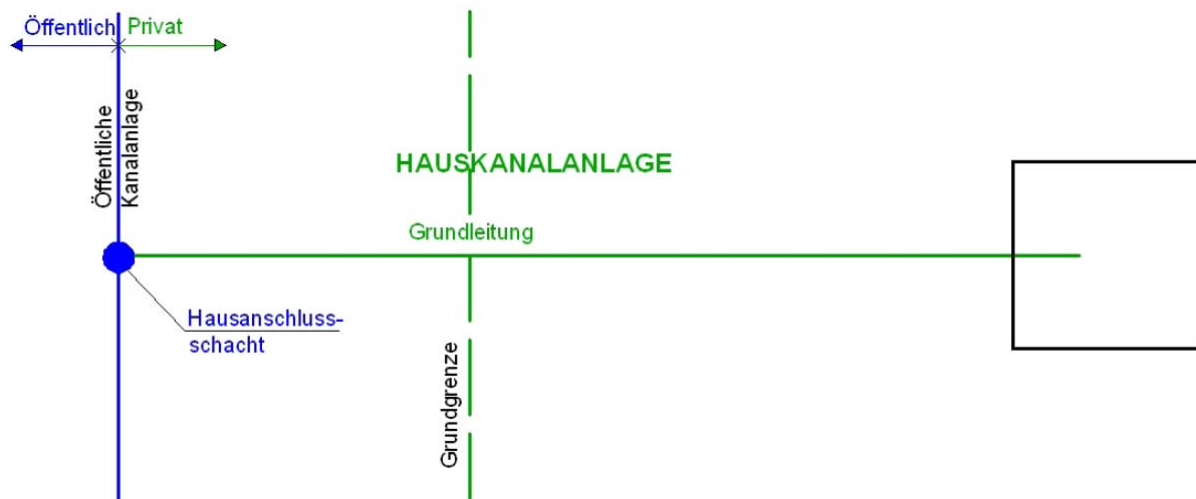 Öffentlich Privat
Öffentliche
Kanalanlage
HAUSKANALANLAGE
Grundleitung
Hausanschluss-
schacht
Grundgrenze